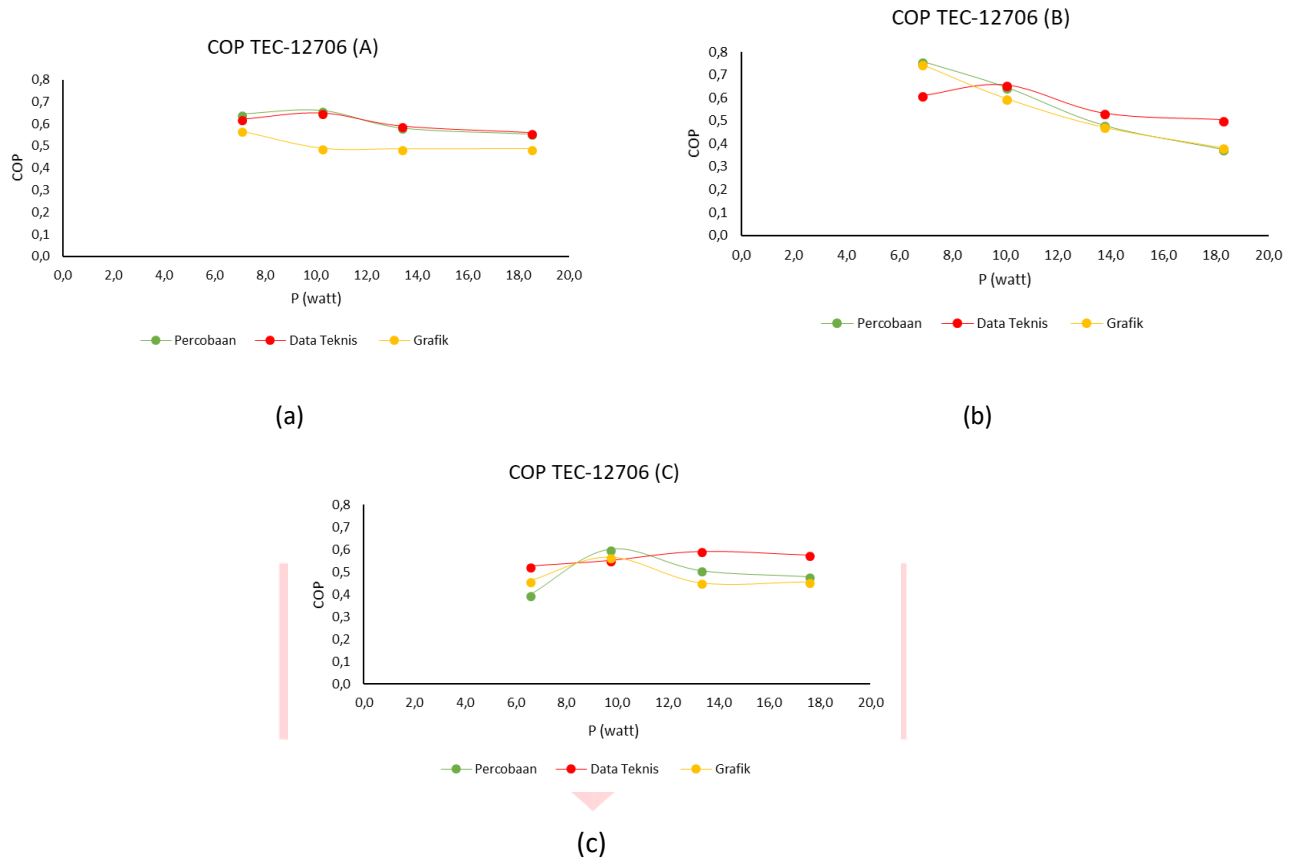 COP TEC-12706 (A)
0,8
0,7
0,6
0,5
0,4
0,3
0,2
0,1
0,0
COP
0,0 2,0 4,0 6,0 8,0 10,0 12,0 14,0 16,0 18,0 20,0
P (watt)
Percobaan Data Teknis Grafik
(a)
COP TEC-12706 (B)
0,8
0,7
0,6
0,5
0,4
0,3
0,2
0,1
0,0
COP
0,0 2,0 4,0 6,0 8,0 10,0 12,0 14,0 16,0 18,0 20,0
P (watt)
Percobaan Data Teknis Grafik
(b)
COP TEC-12706 (C)
0,8
0,7
0,6
0,5
0,4
0,3
0,2
0,1
0,0
COP
0,0 2,0 4,0 6,0 8,0 10,0 12,0 14,0 16,0 18,0 20,0
P (watt)
Percobaan Data Teknis Grafik
(c)